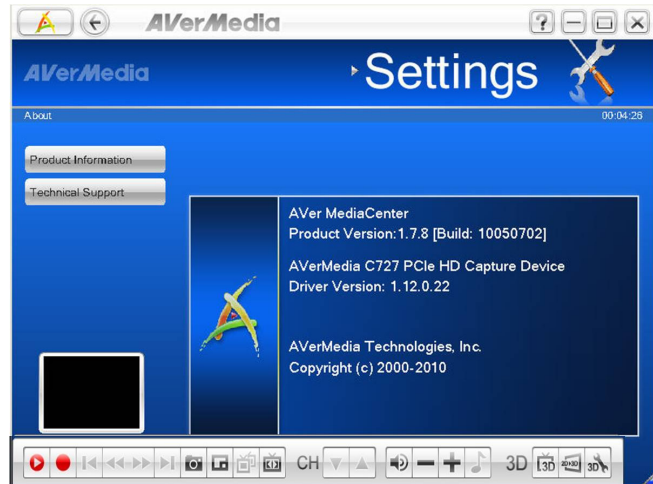 AVerMedia
?
AVerMedia
Settings
About
00:04:26
Product Information
Technical Support
AVer MediaCenter
Product Version:1.7.8 [Build: 10050702]
AVerMedia C727 PCIe HD Capture Device
Driver Version: 1.12.0.22
AVerMedia Technologies, Inc.
Copyright (c) 2000-2010
CH 3D 3D 2D>3D 3D